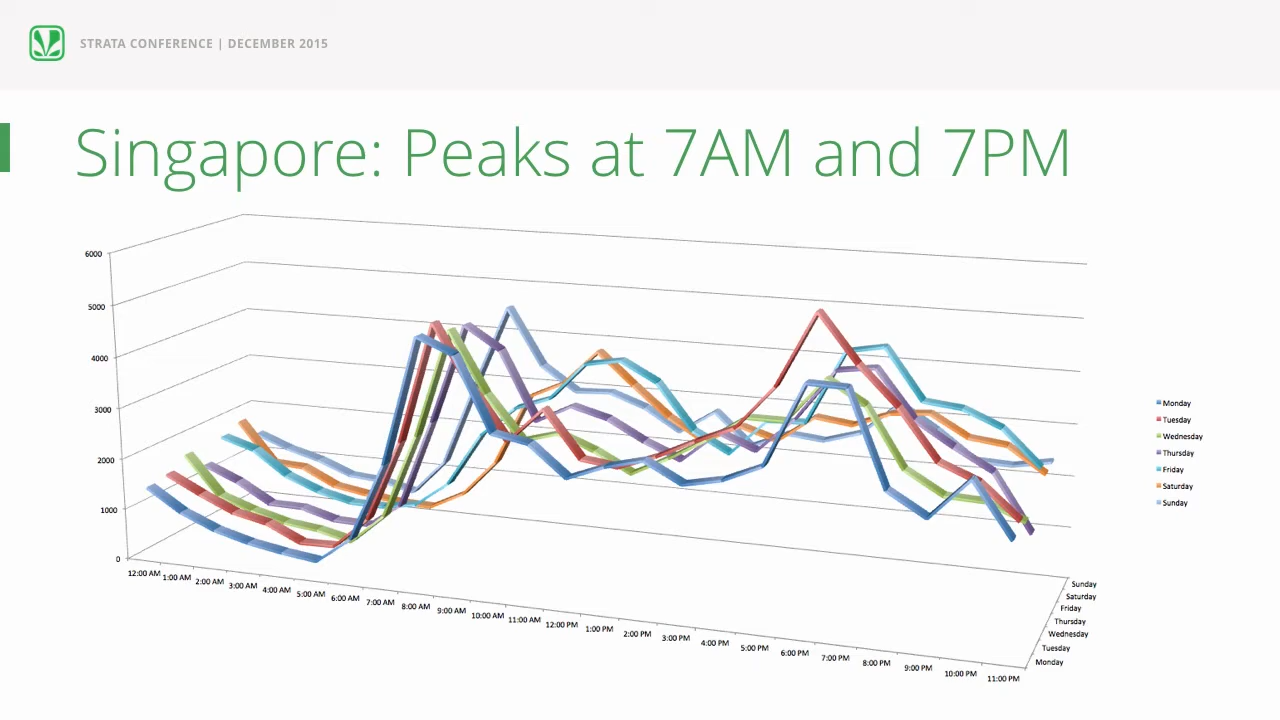 STRATA CONFERENCE | DECEMBER 2015
Singapore: Peaks at 7AM and 7PM
6000
5000
4000
3000
2000
1000
0
12:00 AM 1:00 AM 2:00 AM 3:00 AM 4:00 AM 5:00 AM 6:00 AM 7:00 AM 8:00 AM 9:00 AM 10:00 AM 11:00 AM 12:00 PM 1:00 PM 2:00 PM 3:00 PM 4:00 PM 5:00 PM 6:00 PM 7:00 PM 8:00 PM 9:00 PM 10:00 PM 11:00 PM
Sunday
Saturday
Friday
Thursday
Wednesday
Tuesday
Monday
Monday
Tuesday
Wednesday
Thursday
Friday
Saturday
Sunday